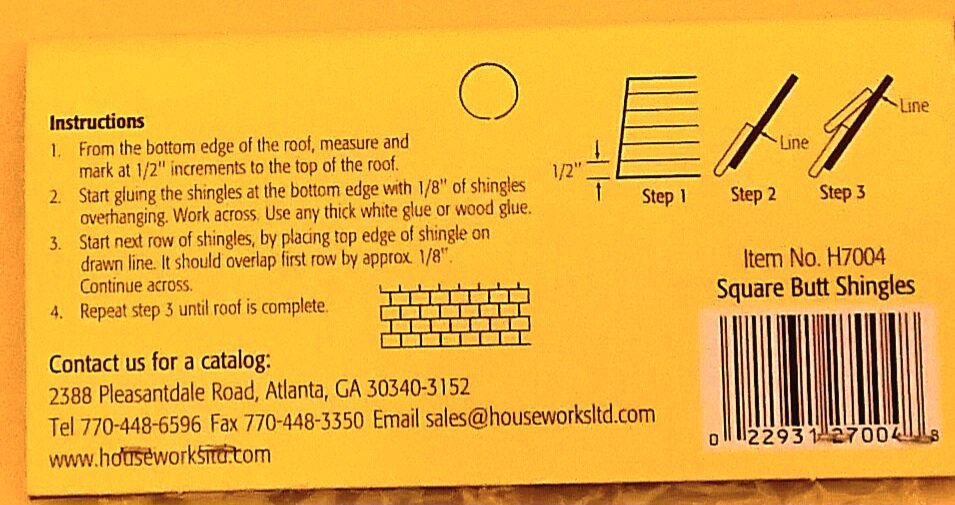 Instructions
1. From the bottom edge of the roof, measure and
mark at 1/2" increments to the top of the roof.
2. Start gluing the shingles at the bottom edge with 1/8" of shingles
overhanging. Work across. Use any thick white glue or wood glue.
3. Start next row of shingles, by placing top edge of shingle on
drawn line. It should overlap first row by approx. 1/8".
Continue across.
4. Repeat step 3 until roof is complete.
1/2"
Step 1
Line
Step 2
Line
Step 3
Item No. H7004
Square Butt Shingles
0 22931 27004 8
Contact us for a catalog:
2388 Pleasantdale Road, Atlanta, GA 30340-3152
Tel 770-448-6596 Fax 770-448-3350 Email sales@houseworksltd.com
www.houseworksltd.com